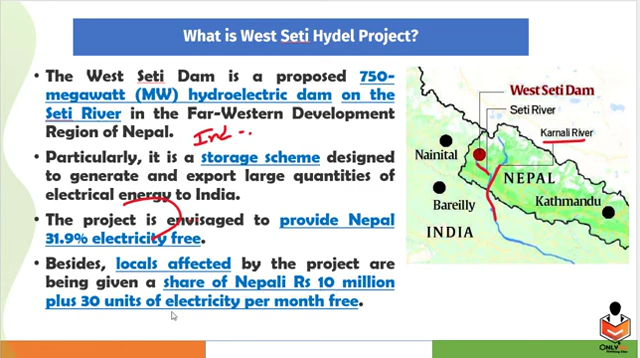 What is West Seti Hydel Project?
• The West Seti Dam is a proposed 750-
megawatt (MW) hydroelectric dam on the
Seti River in the Far-Western Development
Region of Nepal.
Ind
• Particularly, it is a storage scheme designed
to generate and export large quantities of
electrical energy to India.
• The project is envisaged to provide Nepal
31.9% electricity free.
• Besides, locals affected by the project are
being given a share of Nepali Rs 10 million
plus 30 units of electricity per month free.
West Seti Dam
Seti River
Karnali River
Nainital
NEPAL
Bareilly
Kathmandu
INDIA